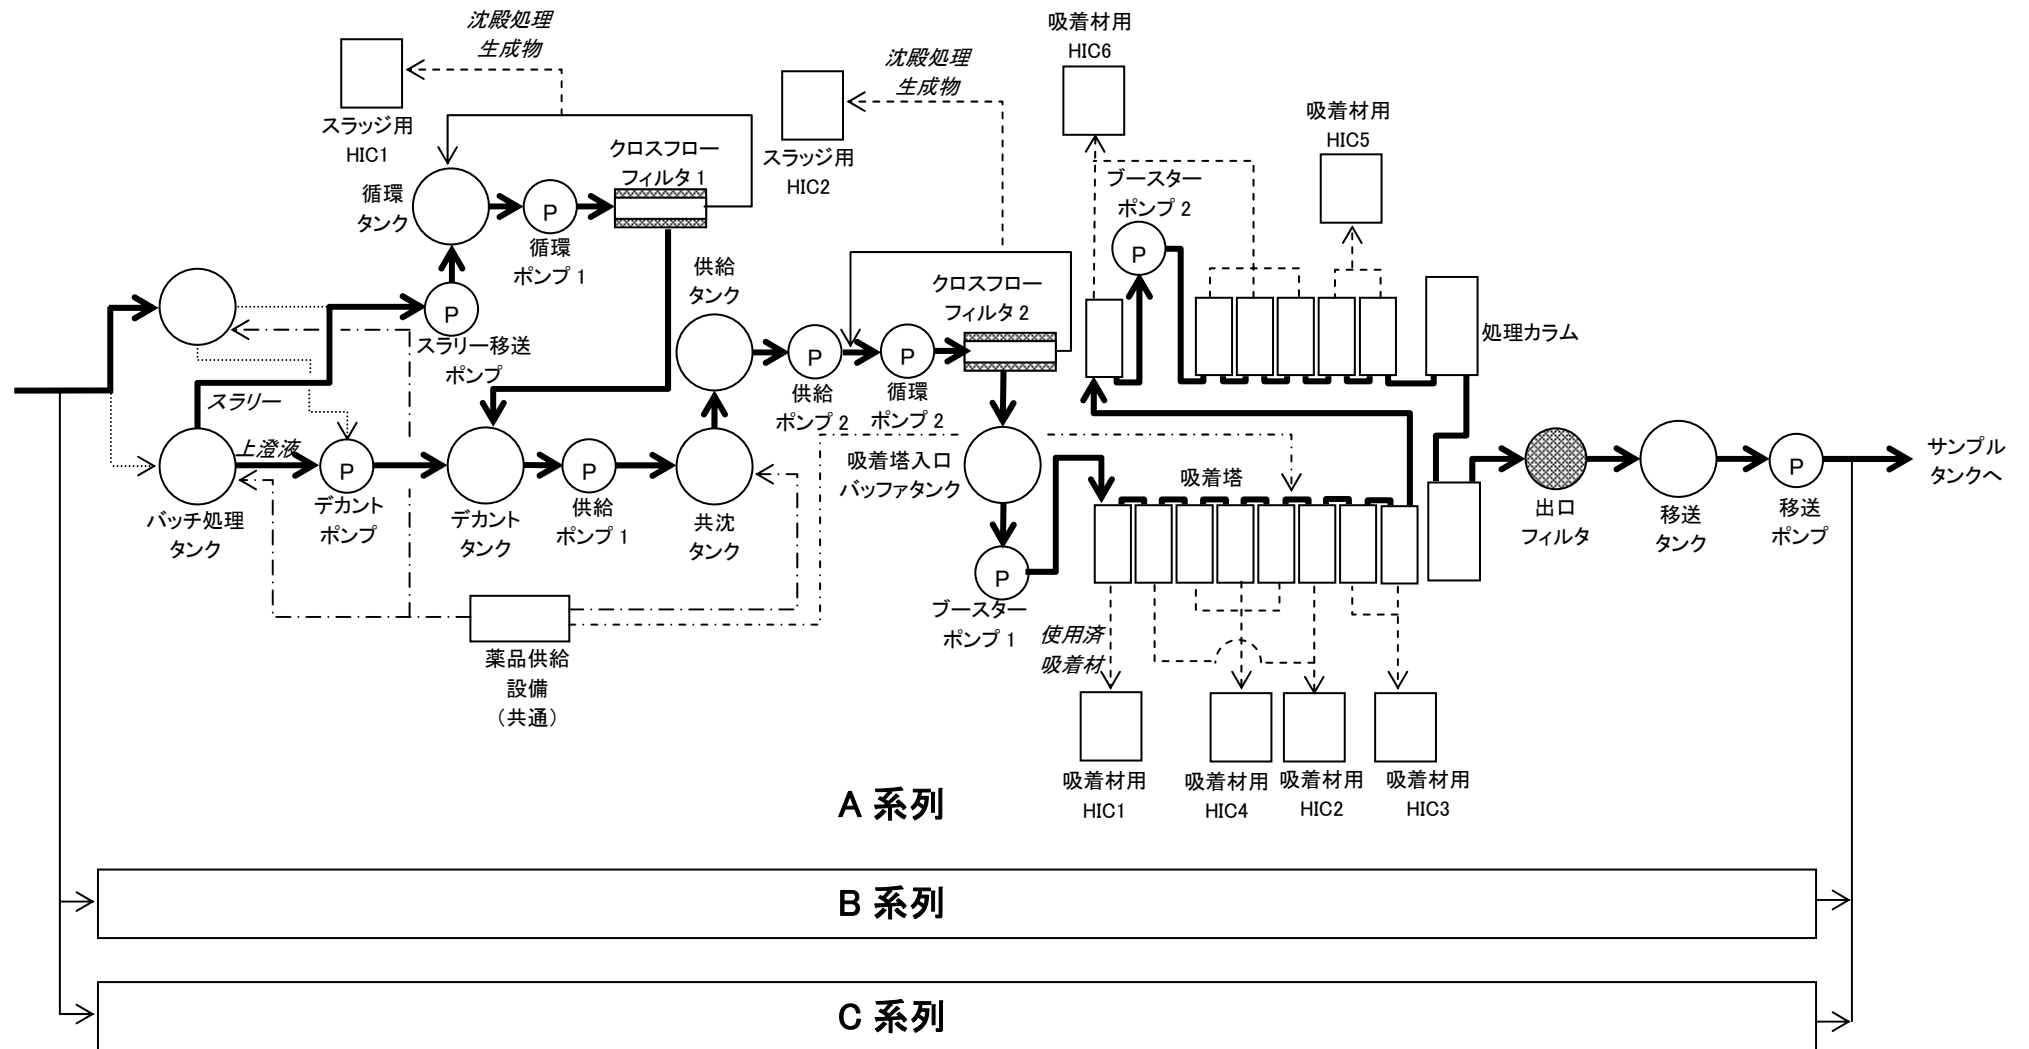 沈殿処理
生成物
スラッジ用
HIC1
循環
タンク
P
循環
ポンプ 1
クロスフロー
フィルタ 1
沈殿処理
生成物
スラッジ用
HIC2
吸着材用
HIC6
吸着材用
HIC5
ブースター
ポンプ 2
P
処理カラム
P
スラリー移送
ポンプ
スラリー
上澄液
バッチ処理
タンク
P
デカント
ポンプ
デカント
タンク
P
供給
ポンプ 1
供給
タンク
共沈
タンク
P
供給
ポンプ 2
P
循環
ポンプ 2
クロスフロー
フィルタ 2
吸着塔入口
バッファタンク
P
ブースター
ポンプ 1
吸着塔
使用済
吸着材
吸着材用
HIC1
吸着材用
HIC4
吸着材用
HIC2
吸着材用
HIC3
出口
フィルタ
移送
タンク
P
移送
ポンプ
サンプル
タンクへ
薬品供給
設備
（共通）
A 系列
B 系列
C 系列